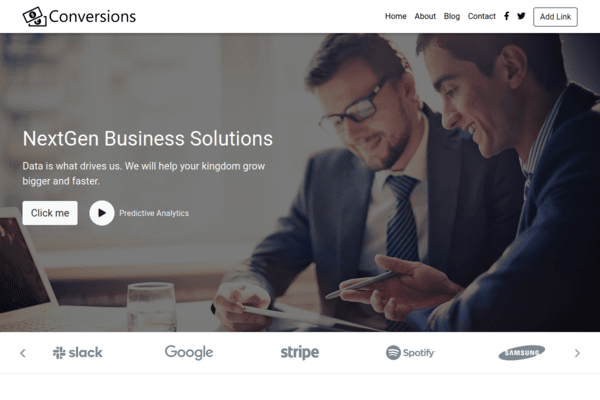 Conversions
Home About Blog Contact Add Link
NextGen Business Solutions
Data is what drives us. We will help your kingdom grow
bigger and faster.
Click me Predictive Analytics
slack Google stripe Spotify SAMSUNG